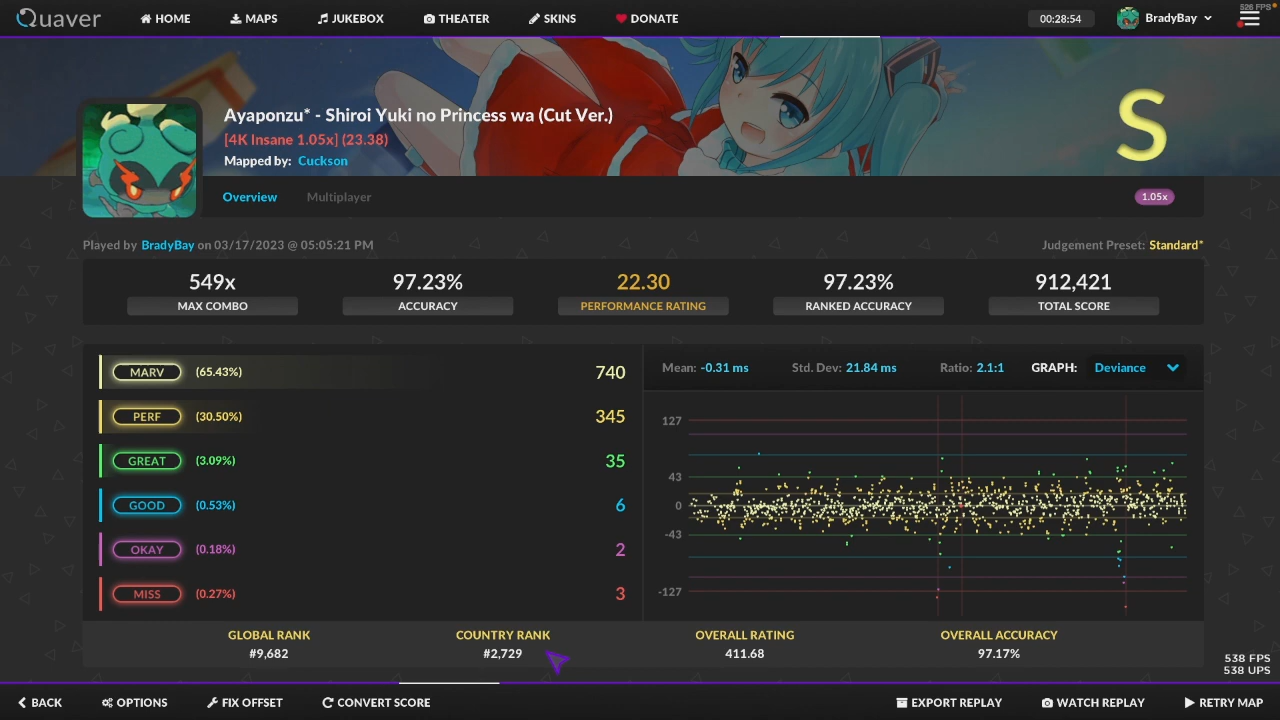 Quaver HOME MAPS JUKEBOX THEATER SKINS DONATE 00:28:54 BradyBay 526 FPS
Ayaponzu* - Shiroi Yuki no Princess wa (Cut Ver.)
[4K Insane 1.05x] (23.38)
Mapped by: Cuckson
S
Overview Multiplayer 1.05x
Played by BradyBay on 03/17/2023 @ 05:05:21 PM Judgement Preset: Standard*
549x 97.23% 22.30 97.23% 912,421
MAX COMBO ACCURACY PERFORMANCE RATING RANKED ACCURACY TOTAL SCORE
MARV (65.43%) 740
PERF (30.50%) 345
GREAT (3.09%) 35
GOOD (0.53%) 6
OKAY (0.18%) 2
MISS (0.27%) 3
Mean: -0.31 ms Std. Dev: 21.84 ms Ratio: 2.1:1 GRAPH: Deviance
127
43
0
-43
-127
GLOBAL RANK COUNTRY RANK OVERALL RATING OVERALL ACCURACY
#9,682 #2,729 411.68 97.17%
538 FPS
538 UPS
BACK OPTIONS FIX OFFSET CONVERT SCORE EXPORT REPLAY WATCH REPLAY RETRY MAP